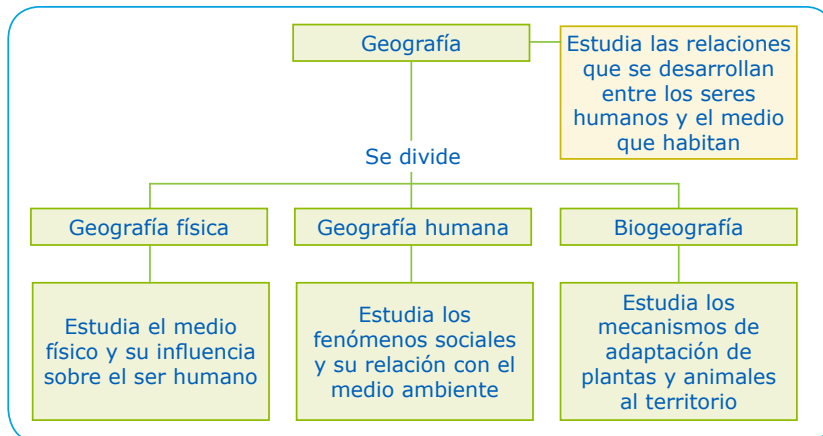 Geografía
Estudia las relaciones
que se desarrollan
entre los seres
humanos y el medio
que habitan
Se divide
Geografía física
Geografía humana
Biogeografía
Estudia el medio
físico y su influencia
sobre el ser humano
Estudia los
fenómenos sociales
y su relación con el
medio ambiente
Estudia los
mecanismos de
adaptación de
plantas y animales
al territorio